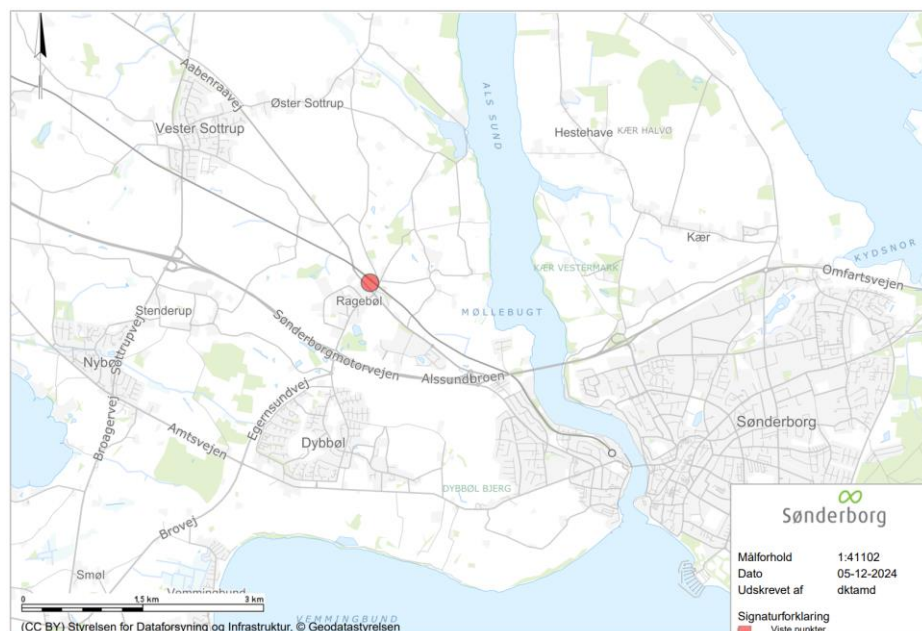 Aabenraavej
Øster Sottrup
Vester Sottrup
ALS SUND
Hestehave
KÆR HALVØ
Kær
KYDSNOR
KÆR VESTERMARK
Omfartsvejen
Ragebøl
MØLLEBUGT
Stenderup
Sottrupvej
Nybøl
Sønderborgmotorvejen
Alssundbroen
Egernsundvej
Broagervej
Amtsvejen
Dybbøl
Sønderborg
DYBBØL BJERG
Brovej
Smøl
Vemmingbund
VEMMINGBUND
0 1,5 km 3 km
(CC BY) Styrelsen for Dataforsyning og Infrastruktur, © Geodatastyrelsen
Sønderborg
Målforhold 1:41102
Dato 05-12-2024
Udskrevet af dktamd
Signaturforklaring
Viste punkter